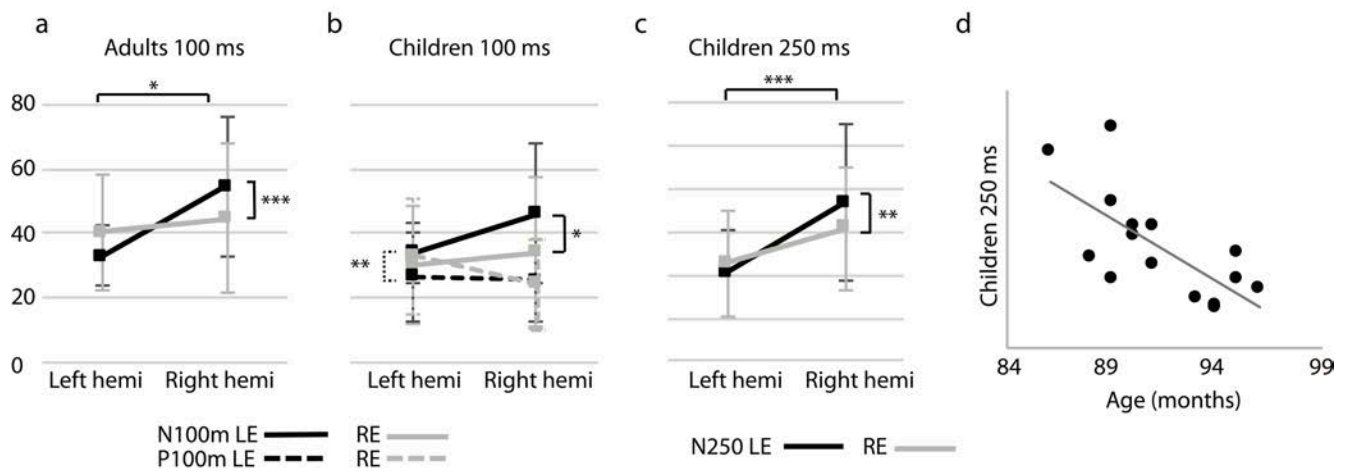 a b c d
Adults 100 ms Children 100 ms Children 250 ms
* ***
80
60
***
40
* **
**
20
0
Left hemi Right hemi Left hemi Right hemi Left hemi Right hemi
Children 250 ms
84 89 94 99
Age (months)
N100m LE RE
P100m LE RE
N250 LE RE